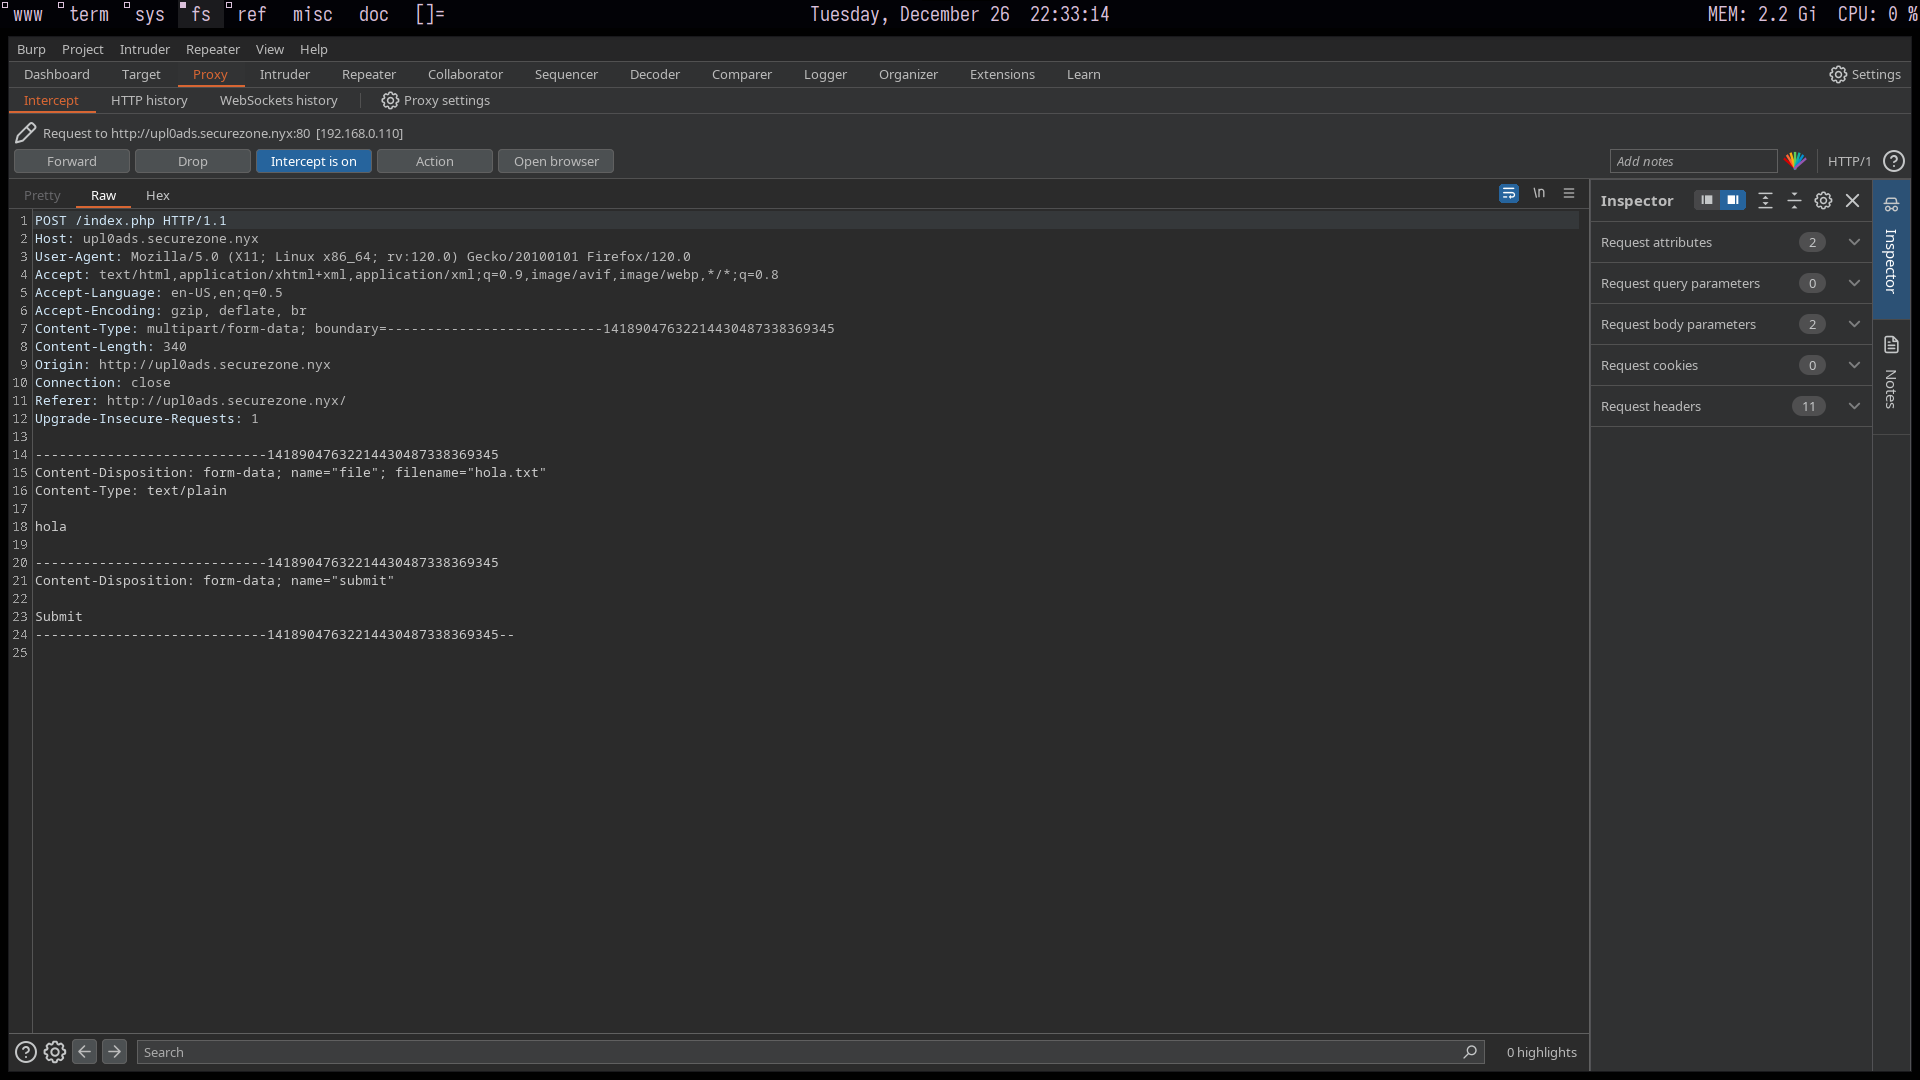 www term sys fs ref misc doc []= Tuesday, December 26 22:33:14 MEM: 2.2 Gi CPU: 0 %
Burp Project Intruder Repeater View Help
Dashboard Target Proxy Intruder Repeater Collaborator Sequencer Decoder Comparer Logger Organizer Extensions Learn Settings
Intercept HTTP history WebSockets history Proxy settings
Request to http://upl0ads.securezone.nyx:80 [192.168.0.110]
Forward Drop Intercept is on Action Open browser Add notes HTTP/1
Pretty Raw Hex \n
1 POST /index.php HTTP/1.1
2 Host: upl0ads.securezone.nyx
3 User-Agent: Mozilla/5.0 (X11; Linux x86_64; rv:120.0) Gecko/20100101 Firefox/120.0
4 Accept: text/html,application/xhtml+xml,application/xml;q=0.9,image/avif,image/webp,*/*;q=0.8
5 Accept-Language: en-US,en;q=0.5
6 Accept-Encoding: gzip, deflate, br
7 Content-Type: multipart/form-data; boundary=---------------------------141890476322144304873383​69345
8 Content-Length: 340
9 Origin: http://upl0ads.securezone.nyx
10 Connection: close
11 Referer: http://upl0ads.securezone.nyx/
12 Upgrade-Insecure-Requests: 1
13
14 -----------------------------14189047632214430487338369345
15 Content-Disposition: form-data; name="file"; filename="hola.txt"
16 Content-Type: text/plain
17
18 hola
19
20 -----------------------------14189047632214430487338369345
21 Content-Disposition: form-data; name="submit"
22
23 Submit
24 -----------------------------14189047632214430487338369345--
25
Inspector
Request attributes 2
Request query parameters 0
Request body parameters 2
Request cookies 0
Request headers 11
Inspector
Notes
Search 0 highlights